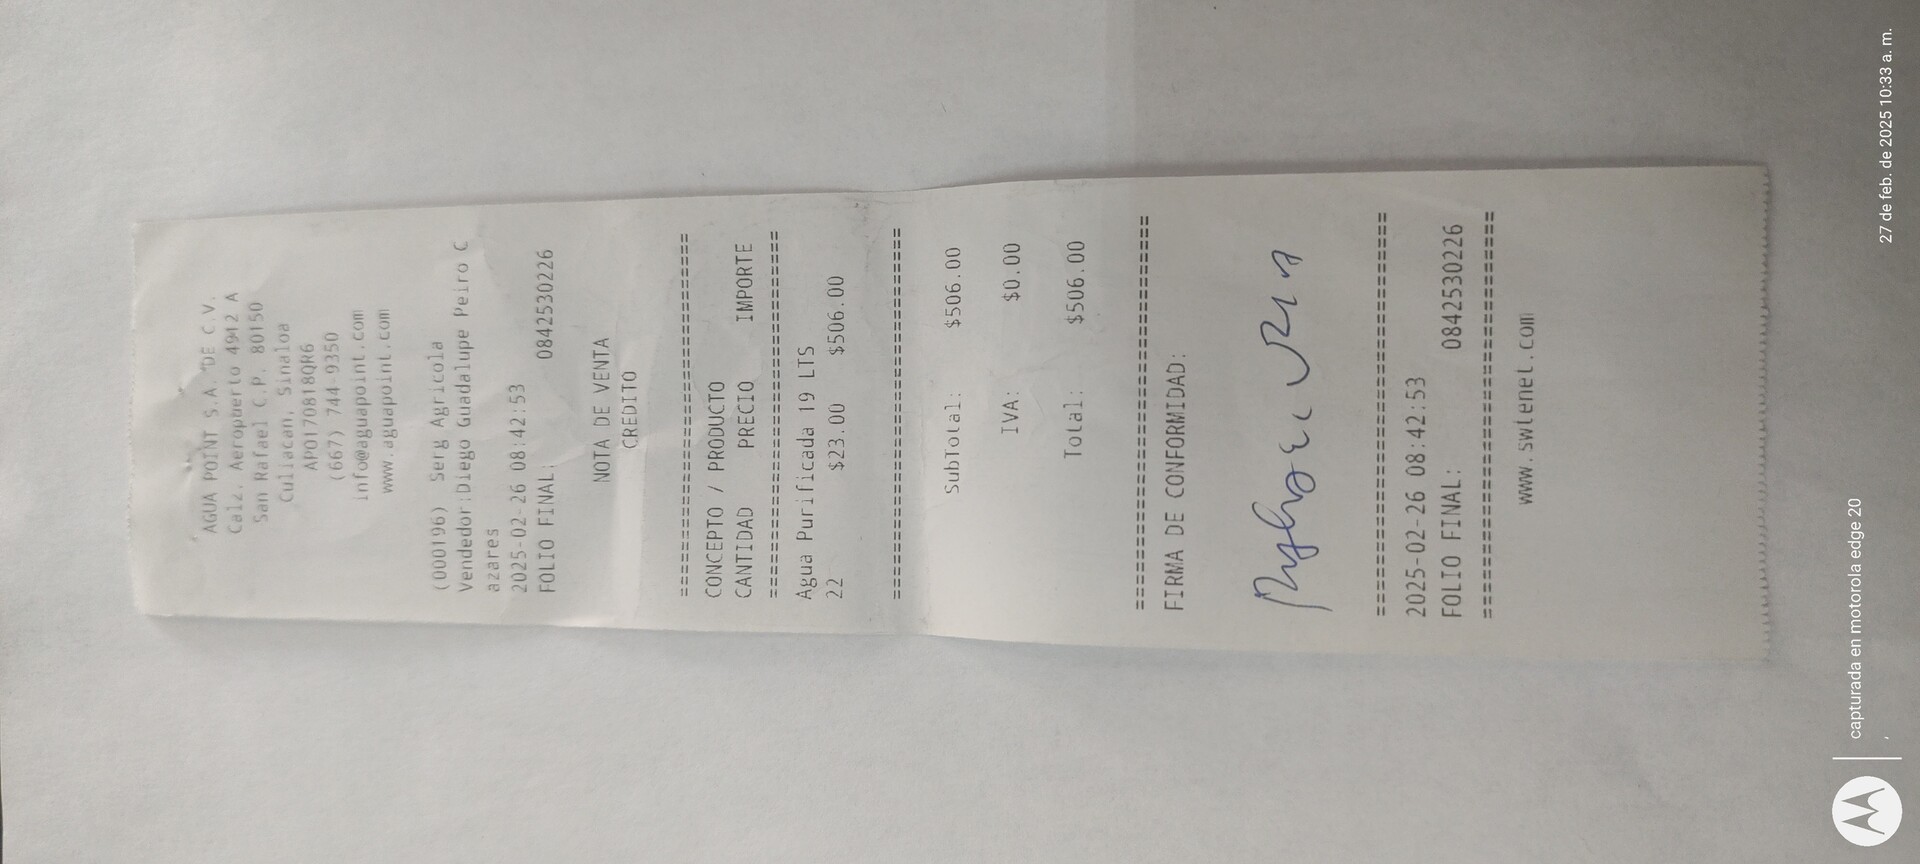 AGUA POINT S.A. DE C.V.
Calz. Aeropuerto 4912 A
San Rafael C.P. 80150
Culiacan, Sinaloa
APO170818QR6
(667) 744-9350
info@aguapoint.com
www.aguapoint.com
(000196) Serg Agricola
Vendedor:Diego Guadalupe Peiro C
azares
2025-02-26 08:42:53
FOLIO FINAL: 0842530226
NOTA DE VENTA
CREDITO
================================
CONCEPTO / PRODUCTO
CANTIDAD PRECIO IMPORTE
================================
Agua Purificada 19 LTS
22 $23.00 $506.00
================================
SubTotal: $506.00
IVA: $0.00
Total: $506.00
================================
FIRMA DE CONFORMIDAD:
================================
2025-02-26 08:42:53
FOLIO FINAL: 0842530226
================================
www.swlenet.com
capturada en motorola edge 20
27 de feb. de 2025 10:33 a. m.